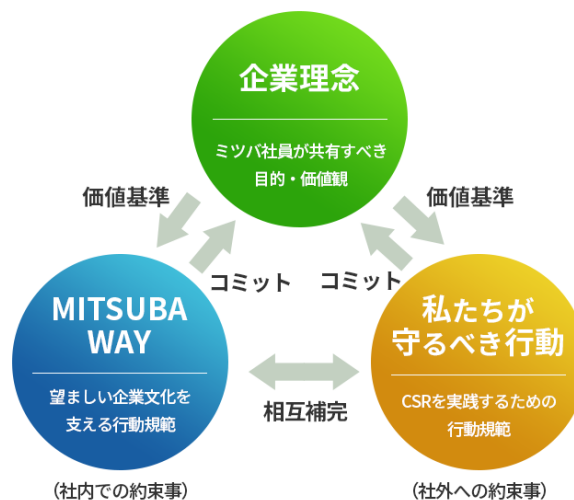 企業理念
ミツバ社員が共有すべき
目的・価値観
価値基準
価値基準
コミット
コミット
MITSUBA
WAY
望ましい企業文化を
支える行動規範
私たちが
守るべき行動
CSRを実践するための
行動規範
相互補完
（社内での約束事）
（社外への約束事）